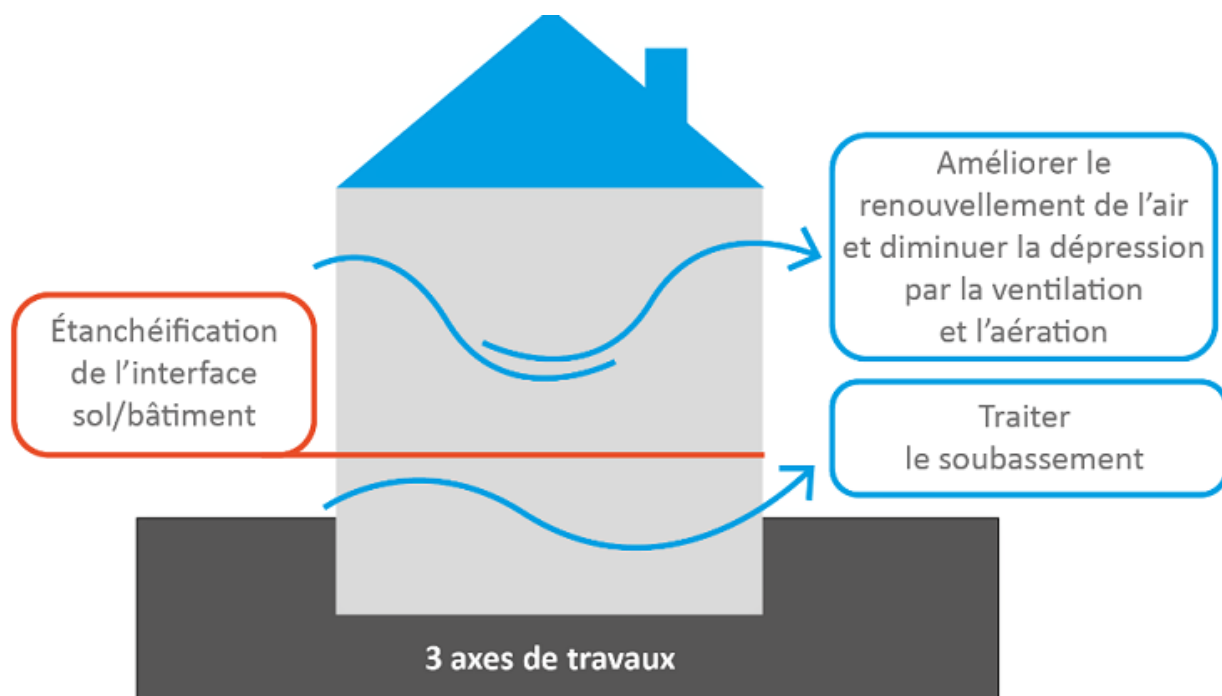 Améliorer le
renouvellement de l’air
et diminuer la dépression
par la ventilation
et l’aération
Étanchéification
de l’interface
sol/bâtiment
Traiter
le soubassement
3 axes de travaux